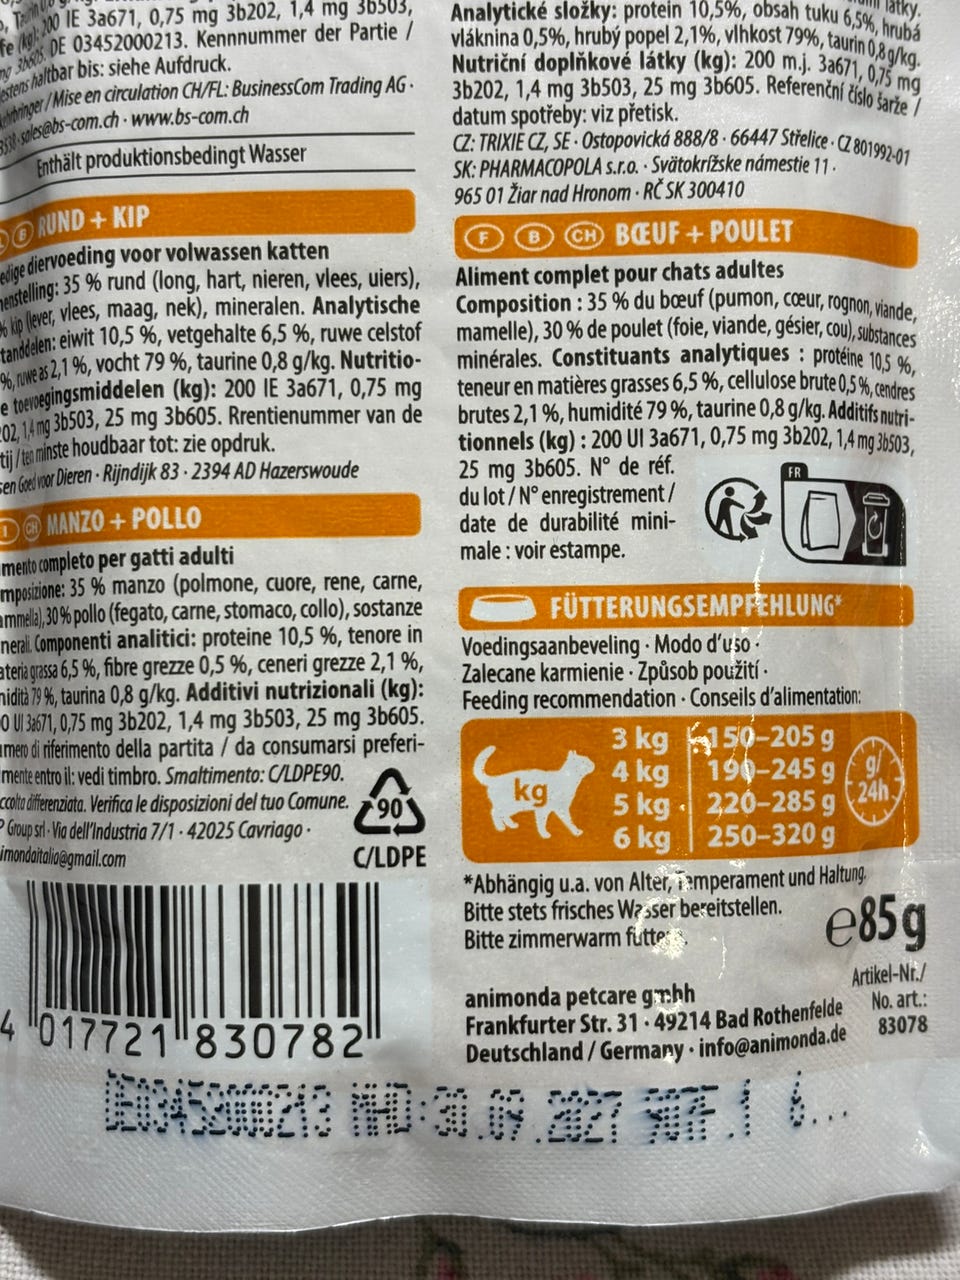 IE 3a671, 0,75 mg 3b202, 1,4 mg 3b503,
DE 03452000213. Kennnummer der Partie /
haltbar bis: siehe Aufdruck.
/ Mise en circulation CH/FL: BusinessCom Trading AG ·
sales@bs-com.ch · www.bs-com.ch
Enthält produktionsbedingt Wasser
B RUND + KIP
diervoeding voor volwassen katten
35 % rund (long, hart, nieren, vlees, uiers),
kip (lever, vlees, maag, nek), mineralen. Analytische
eiwit 10,5 %, vetgehalte 6,5 %, ruwe celstof
%, ruwe as 2,1 %, vocht 79 %, taurine 0,8 g/kg. Nutritio-
toevoegingsmiddelen (kg): 200 IE 3a671, 0,75 mg
1,4 mg 3b503, 25 mg 3b605. Rrentienummer van de
/ ten minste houdbaar tot: zie opdruk.
Goed voor Dieren · Rijndijk 83 · 2394 AD Hazerswoude
I CH MANZO + POLLO
completo per gatti adulti
35 % manzo (polmone, cuore, rene, carne,
30 % pollo (fegato, carne, stomaco, collo), sostanze
Componenti analitici: proteine 10,5 %, tenore in
grassa 6,5 %, fibre grezze 0,5 %, ceneri grezze 2,1 %,
79 %, taurina 0,8 g/kg. Additivi nutrizionali (kg):
UI 3a671, 0,75 mg 3b202, 1,4 mg 3b503, 25 mg 3b605.
di riferimento della partita / da consumarsi preferi-
entro il: vedi timbro. Smaltimento: C/LDPE90.
differenziata. Verifica le disposizioni del tuo Comune.
Group srl · Via dell'Industria 7/1 · 42025 Cavriago ·
90
C/LDPE
4 017721 830782
Analytické složky: protein 10,5%, obsah tuku 6,5%, hrubá
vláknina 0,5%, hrubý popel 2,1%, vlhkost 79%, taurin 0,8 g/kg.
Nutriční doplňkové látky (kg): 200 m.j. 3a671, 0,75 mg
3b202, 1,4 mg 3b503, 25 mg 3b605. Referenční číslo šarže /
datum spotřeby: viz přetisk.
CZ: TRIXIE CZ, SE · Ostopovická 888/8 · 66447 Střelice · CZ 801992-01
SK: PHARMACOPOLA s.r.o. · Svätokrížske námestie 11 ·
965 01 Žiar nad Hronom · RČ SK 300410
F B CH BŒUF + POULET
Aliment complet pour chats adultes
Composition : 35 % du bœuf (pumon, cœur, rognon, viande,
mamelle), 30 % de poulet (foie, viande, gésier, cou), substances
minérales. Constituants analytiques : protéine 10,5 %,
teneur en matières grasses 6,5 %, cellulose brute 0,5 %, cendres
brutes 2,1 %, humidité 79 %, taurine 0,8 g/kg. Additifs nutri-
tionnels (kg) : 200 UI 3a671, 0,75 mg 3b202, 1,4 mg 3b503,
25 mg 3b605. N° de réf.
du lot / N° enregistrement /
date de durabilité mini-
male : voir estampe.
FR
FÜTTERUNGSEMPFEHLUNG*
Voedingsaanbeveling · Modo d'uso ·
Zalecane karmienie · Způsob použití ·
Feeding recommendation · Conseils d'alimentation:
kg
3 kg 150–205 g
4 kg 190–245 g
5 kg 220–285 g
6 kg 250–320 g
g/
24h
*Abhängig u.a. von Alter, Temperament und Haltung.
Bitte stets frisches Wasser bereitstellen.
Bitte zimmerwarm
e85g
animonda petcare gmbh
Frankfurter Str. 31 · 49214 Bad Rothenfelde
Deutschland / Germany · info@animonda.de
Artikel-Nr./
No. art.:
83078
DE03452000213 MHD:30.09.2027